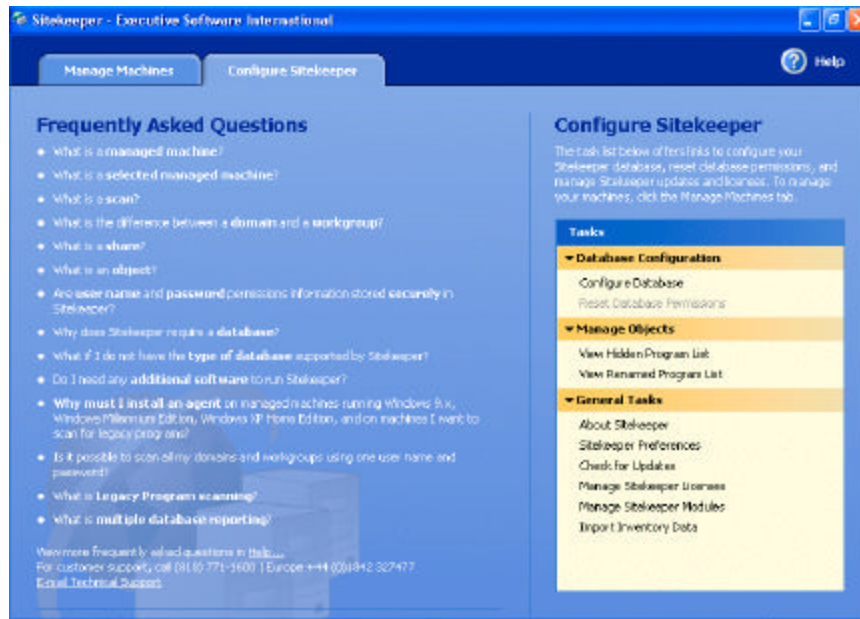 Sitekeeper - Executive Software International
Manage Machines
Configure Sitekeeper
Help
Frequently Asked Questions
What is a managed machine?
What is a selected managed machine?
What is a scan?
What is the difference between a domain and a workgroup?
What is a share?
What is an object?
Are user name and password permissions information stored securely in
Sitekeeper?
Why does Sitekeeper require a database?
What if I do not have the type of database supported by Sitekeeper?
Do I need any additional software to run Sitekeeper?
Why must I install an agent on managed machines running Windows 9.x,
Windows Millennium Edition, Windows XP Home Edition, and on machines I want to
scan for legacy programs?
Is it possible to scan all my domains and workgroups using one user name and
password?
What is Legacy Program scanning?
What is multiple database reporting?
View more frequently asked questions in Help...
For customer support, call (818) 771-1600 | Europe +44 (0)1842 327477
E-mail Technical Support
Configure Sitekeeper
The task list below offers links to configure your
Sitekeeper database, reset database permissions, and
manage Sitekeeper updates and licenses. To manage
your machines, click the Manage Machines tab.
Tasks
Database Configuration
Configure Database
Reset Database Permissions
Manage Objects
View Hidden Program List
View Renamed Program List
General Tasks
About Sitekeeper
Sitekeeper Preferences
Check for Updates
Manage Sitekeeper Licenses
Manage Sitekeeper Modules
Import Inventory Data